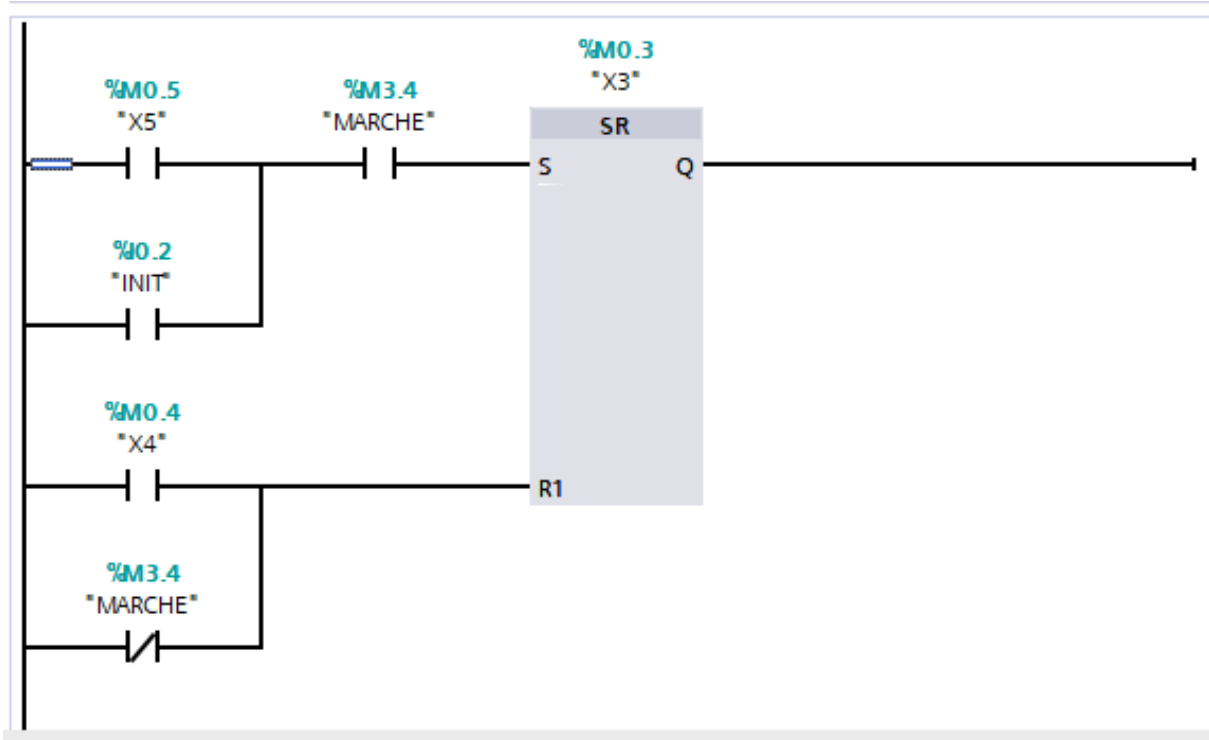 %M0.3
"X3"
%M0.5
"X5"
%M3.4
"MARCHE"
SR
S
Q
%I0.2
"INIT"
%M0.4
"X4"
R1
%M3.4
"MARCHE"